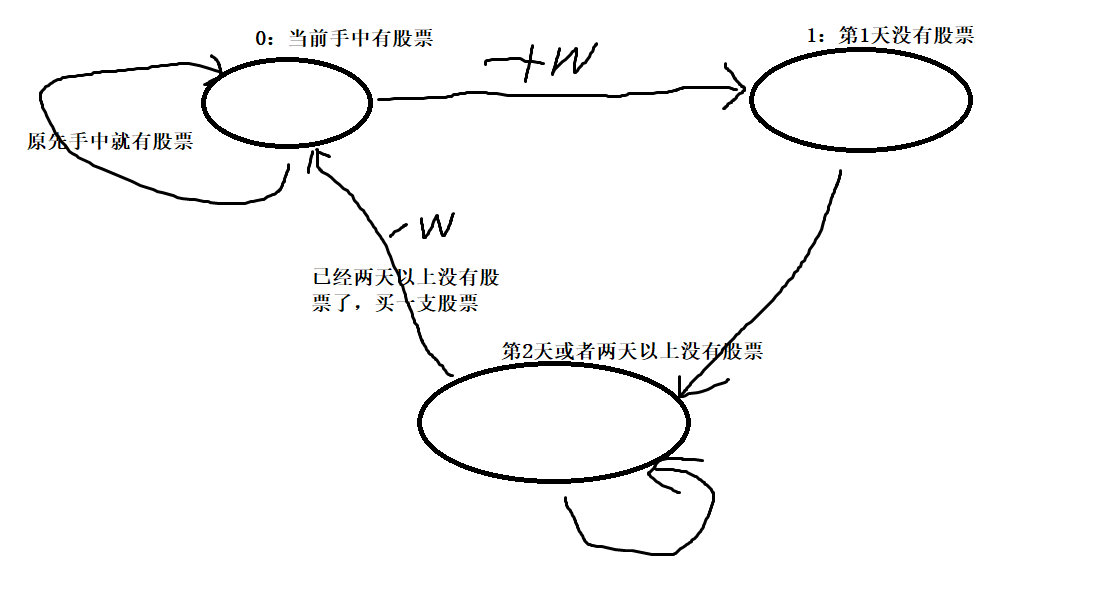 0：当前手中有股票
1：第1天没有股票
+W
原先手中就有股票
-W
已经两天以上没有股
票了，买一支股票
第2天或者两天以上没有股票